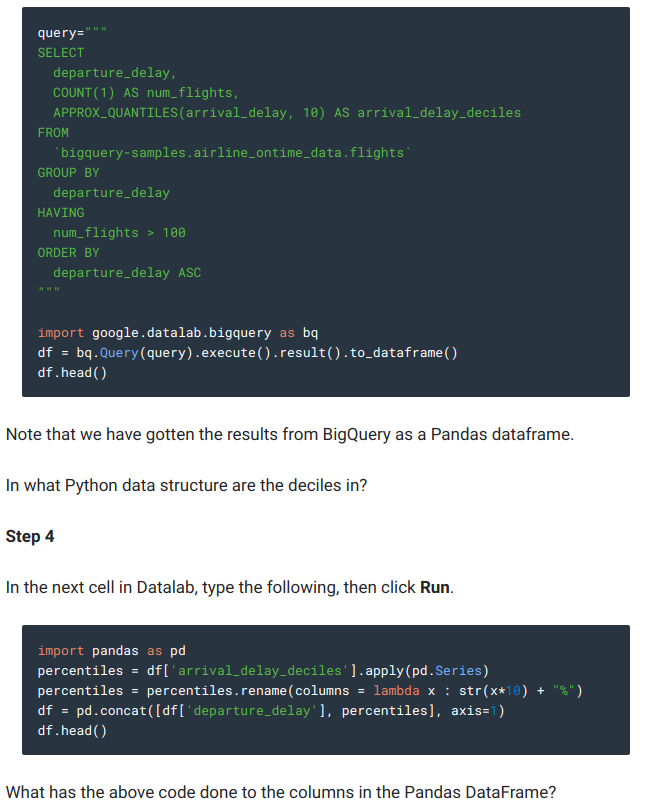 query="""
SELECT
  departure_delay,
  COUNT(1) AS num_flights,
  APPROX_QUANTILES(arrival_delay, 10) AS arrival_delay_deciles
FROM
  `bigquery-samples.airline_ontime_data.flights`
GROUP BY
  departure_delay
HAVING
  num_flights > 100
ORDER BY
  departure_delay ASC
"""
import google.datalab.bigquery as bq
df = bq.Query(query).execute().result().to_dataframe()
df.head()
Note that we have gotten the results from BigQuery as a Pandas dataframe.
In what Python data structure are the deciles in?
Step 4
In the next cell in Datalab, type the following, then click Run.
import pandas as pd
percentiles = df['arrival_delay_deciles'].apply(pd.Series)
percentiles = percentiles.rename(columns = lambda x : str(x*10) + "%")
df = pd.concat([df['departure_delay'], percentiles], axis=1)
df.head()
What has the above code done to the columns in the Pandas DataFrame?